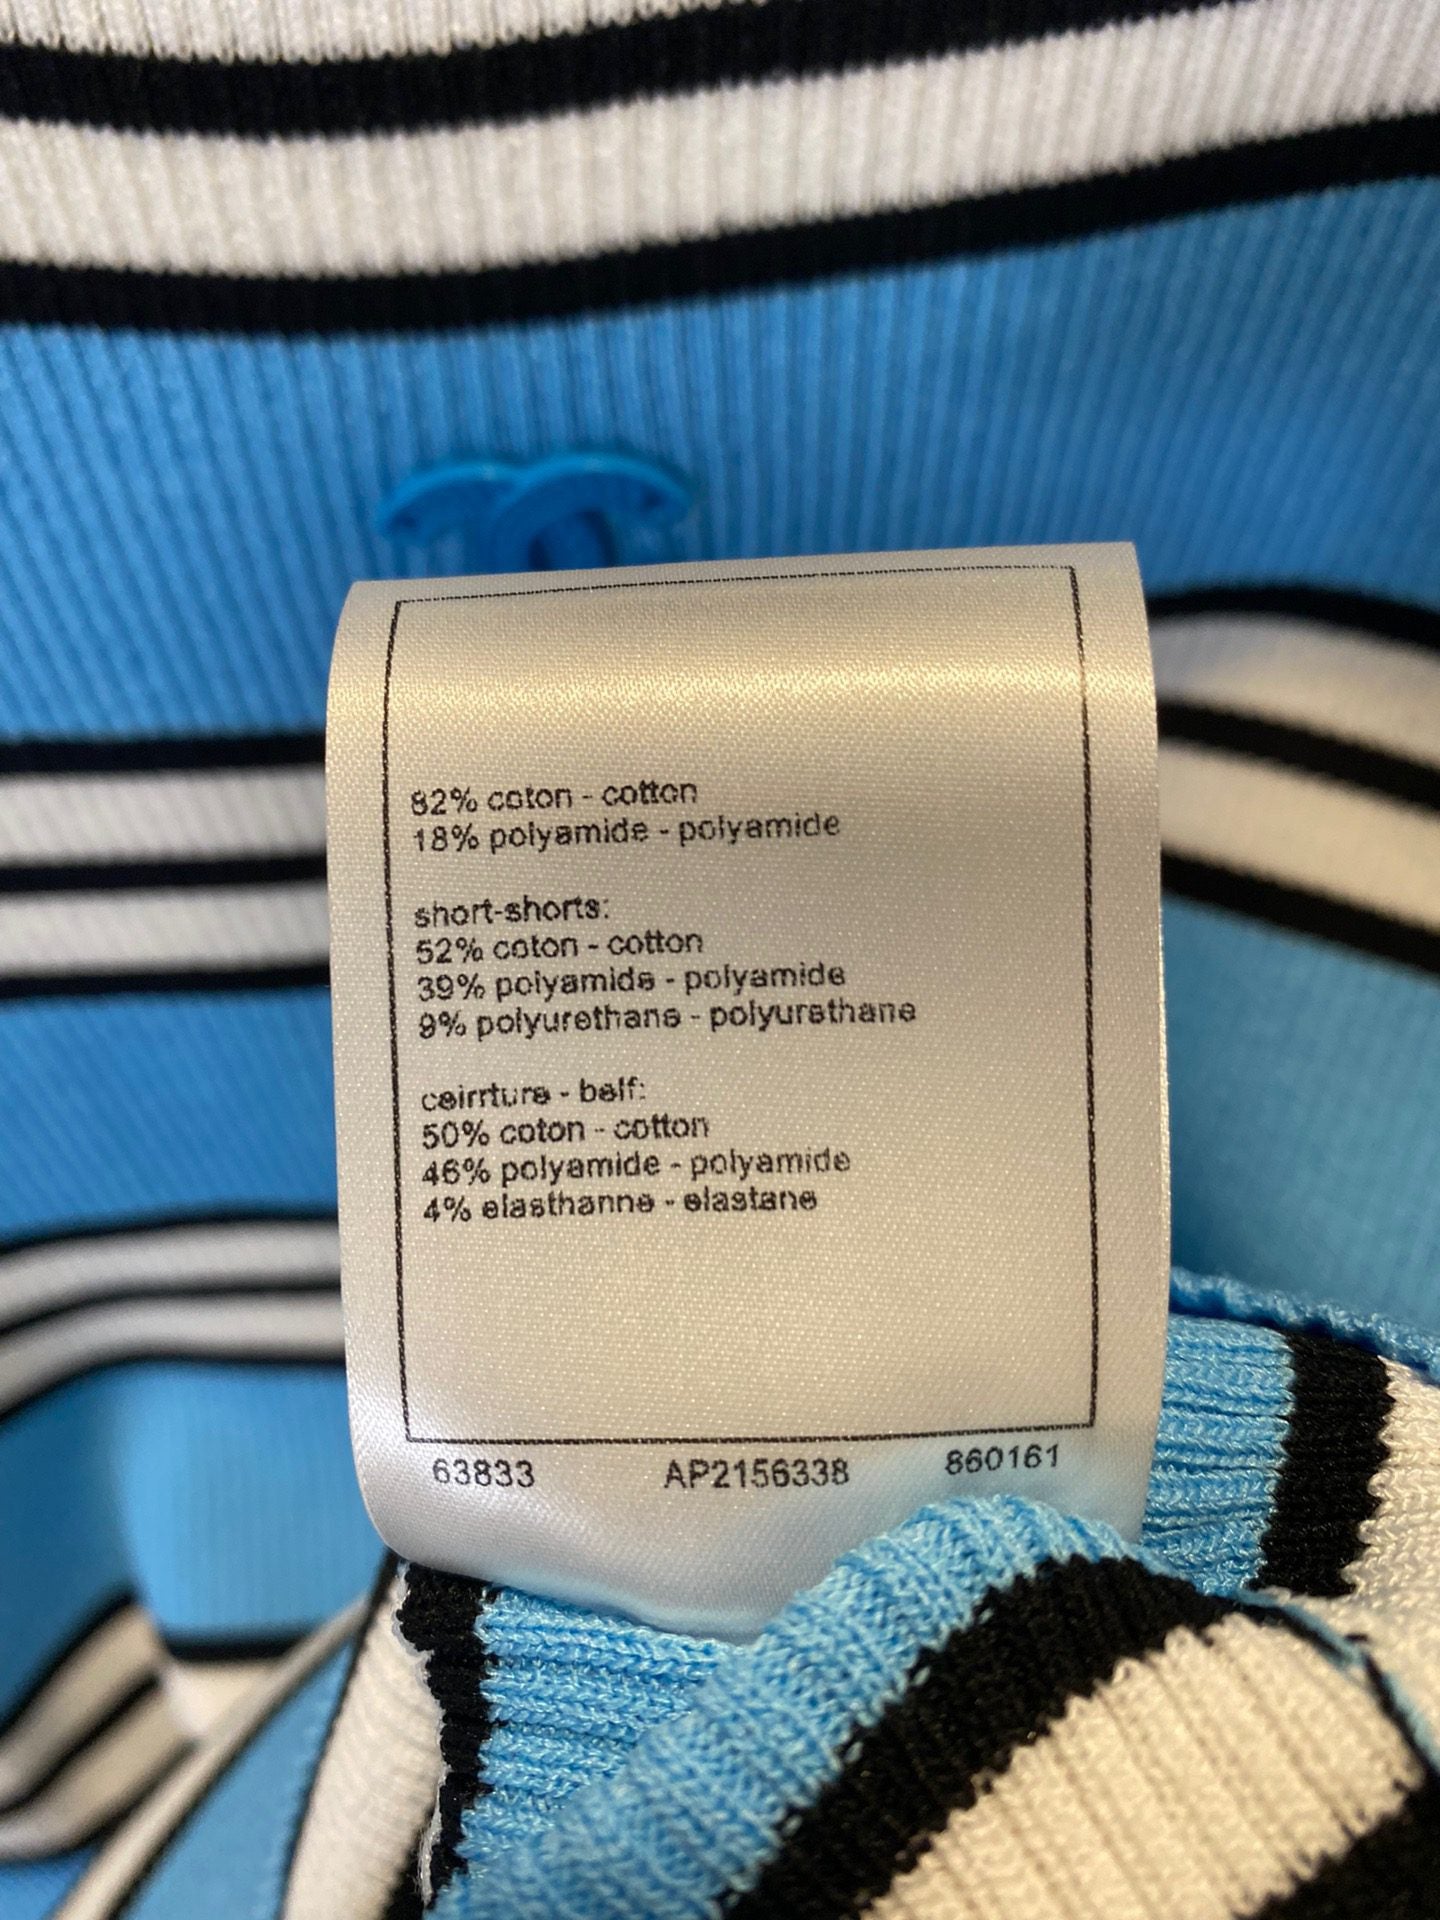 82% coton - cotton
18% polyamide - polyamide
short-shorts:
52% coton - cotton
39% polyamide - polyamide
9% polyurethane - polyurethane
ceinture - belt:
50% coton - cotton
46% polyamide - polyamide
4% elasthanne - elastane
63833 AP2156338 860161